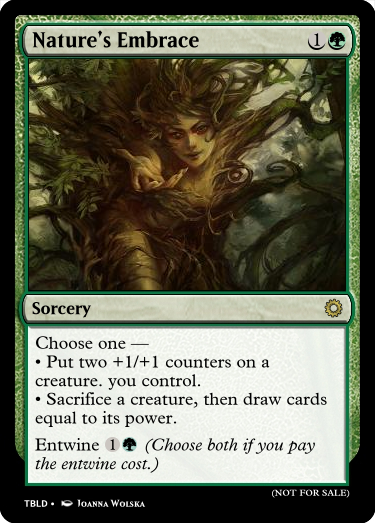 Nature's Embrace 1
Sorcery
Choose one —
• Put two +1/+1 counters on a
creature. you control.
• Sacrifice a creature, then draw cards
equal to its power.
Entwine 1 (Choose both if you pay
the entwine cost.)
(NOT FOR SALE)
TBLD • Joanna Wolska